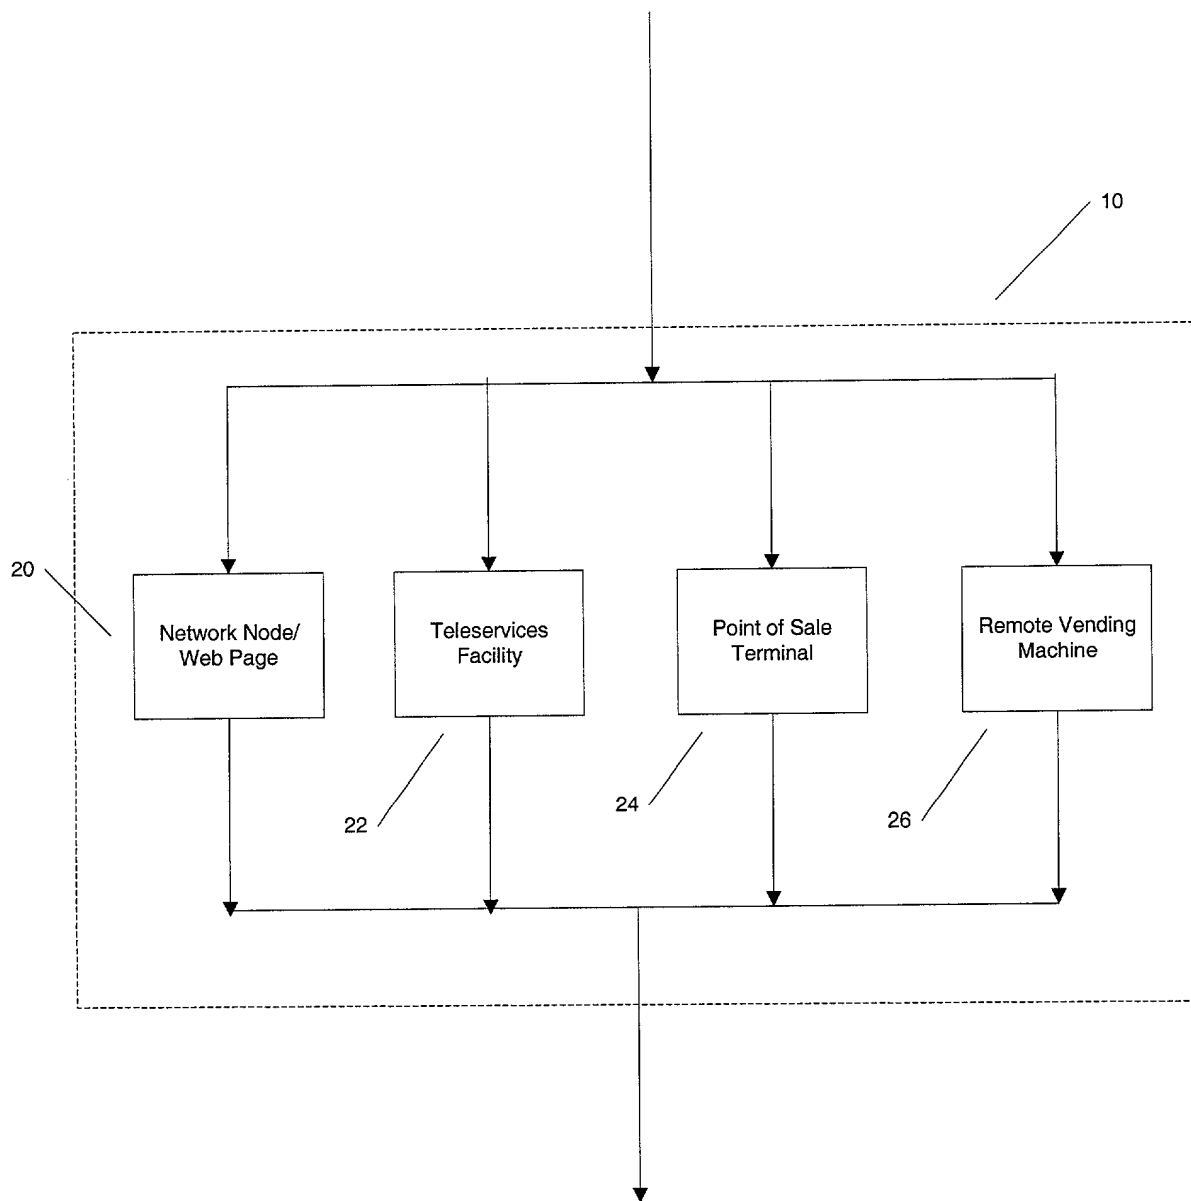 10
20
Network Node/
Web Page
Teleservices
Facility
Point of Sale
Terminal
Remote Vending
Machine
22
24
26